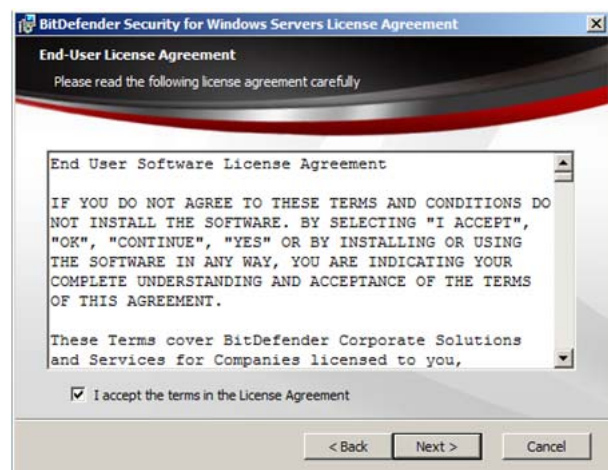 BitDefender Security for Windows Servers License Agreement
End-User License Agreement
Please read the following license agreement carefully
End User Software License Agreement
IF YOU DO NOT AGREE TO THESE TERMS AND CONDITIONS DO
NOT INSTALL THE SOFTWARE. BY SELECTING "I ACCEPT",
"OK", "CONTINUE", "YES" OR BY INSTALLING OR USING
THE SOFTWARE IN ANY WAY, YOU ARE INDICATING YOUR
COMPLETE UNDERSTANDING AND ACCEPTANCE OF THE TERMS
OF THIS AGREEMENT.
These Terms cover BitDefender Corporate Solutions
and Services for Companies licensed to you,
I accept the terms in the License Agreement
< Back Next > Cancel